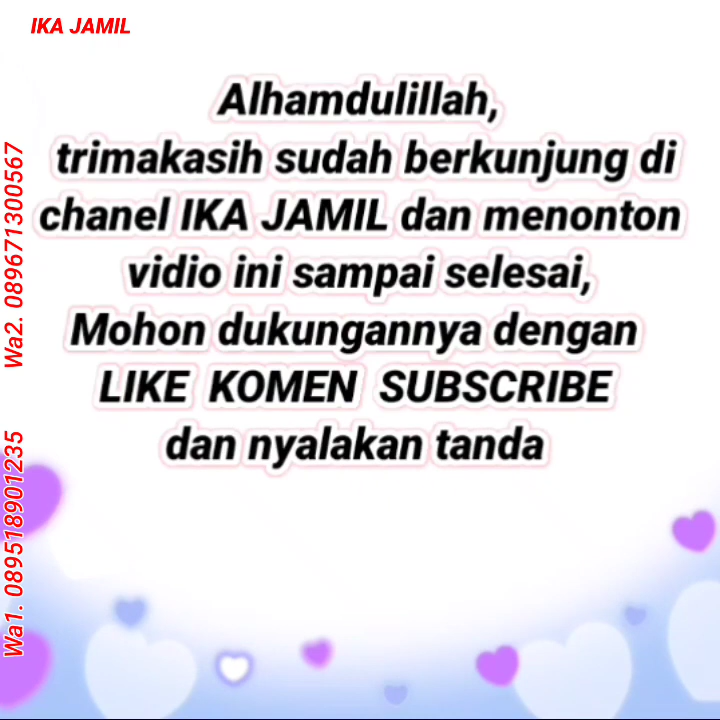 IKA JAMIL
Alhamdulillah,
trimakasih sudah berkunjung di
chanel IKA JAMIL dan menonton
vidio ini sampai selesai,
Mohon dukungannya dengan
LIKE KOMEN SUBSCRIBE
dan nyalakan tanda
Wa2. 089671300567
Wa1. 089518901235